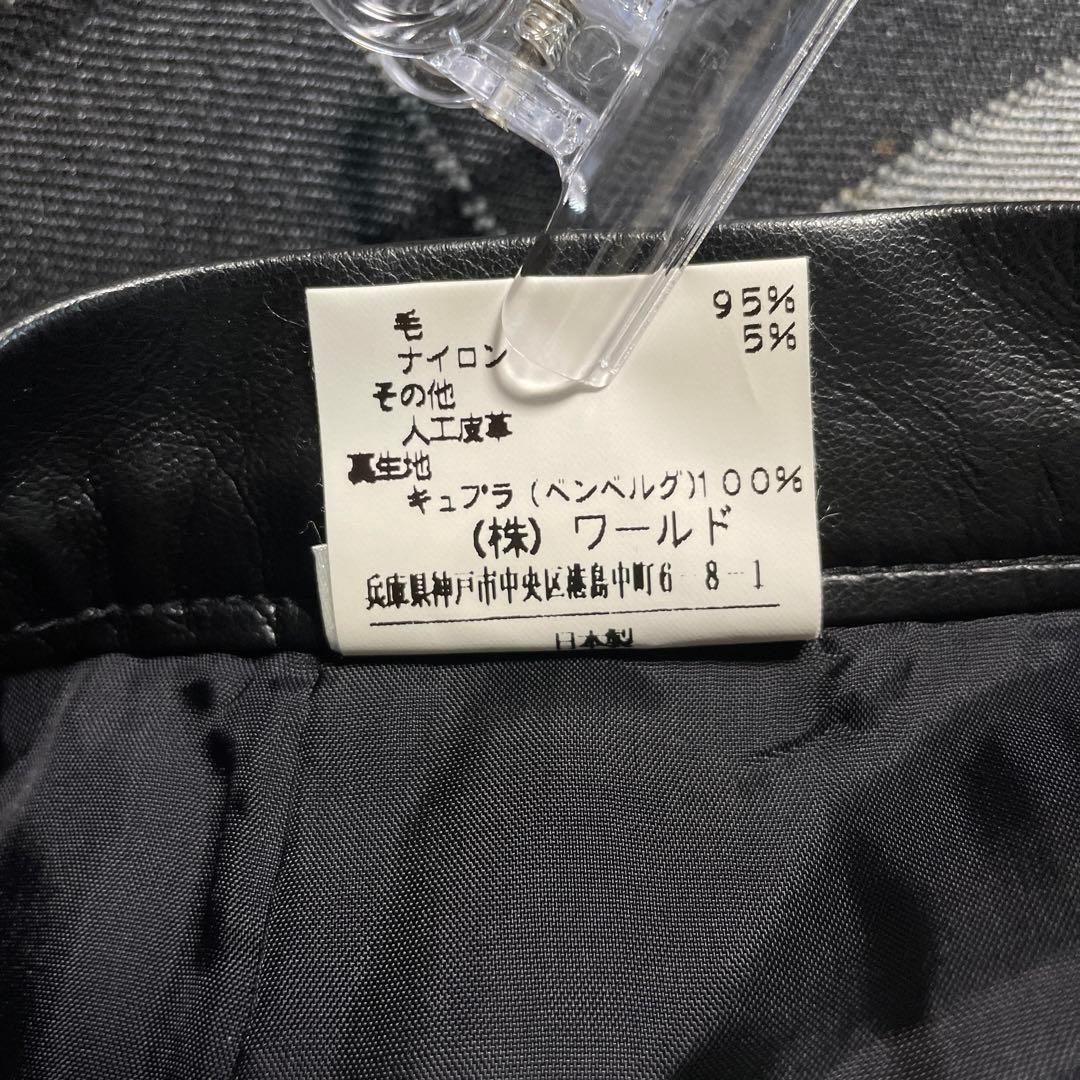 毛 95%
ナイロン 5%
その他
人工皮革
裏生地
キュプラ(ベンベルグ)100%
(株) ワールド
兵庫県神戸市中央区港島中町6-8-1
日本製